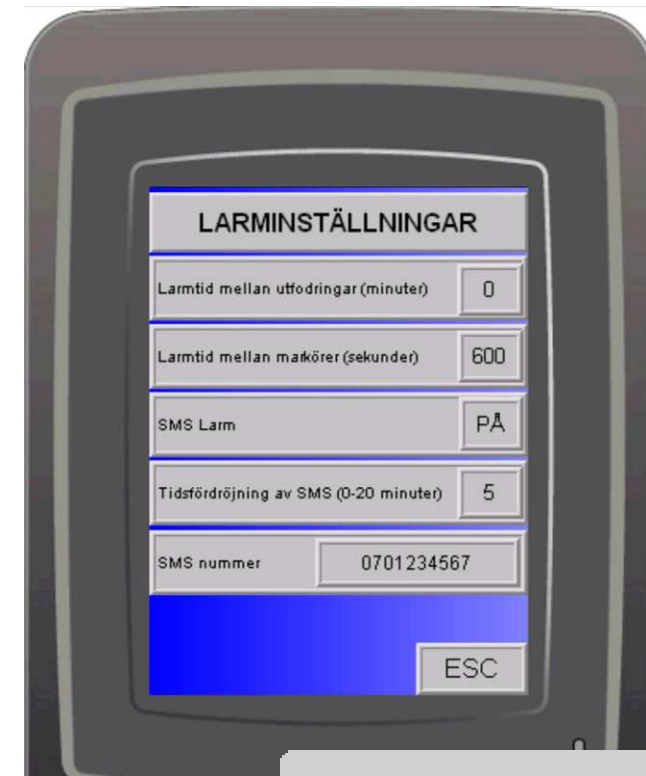 LARMINSTÄLLNINGAR
Larmtid mellan utfodringar (minuter) 0
Larmtid mellan markörer (sekunder) 600
SMS Larm PÅ
Tidsfördröjning av SMS (0-20 minuter) 5
SMS nummer 0701234567
ESC